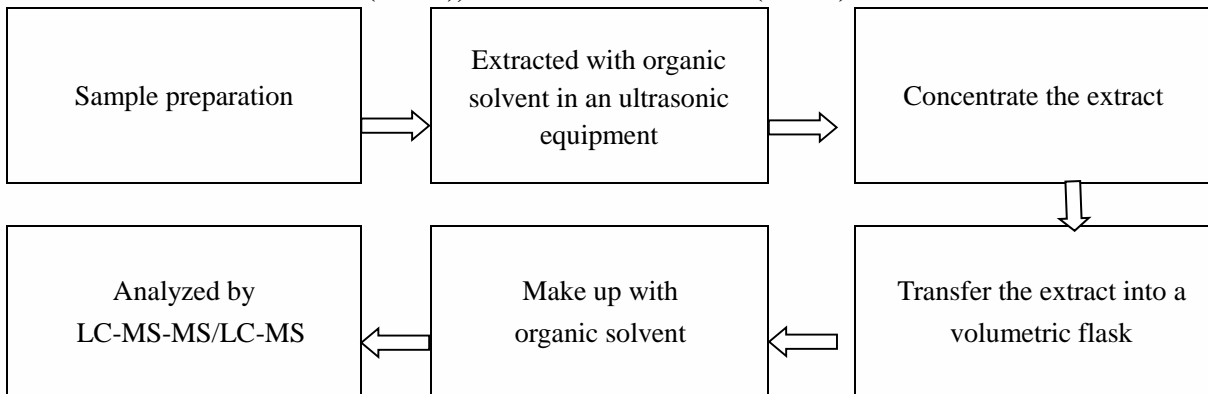 Sample preparation
Extracted with organic
solvent in an ultrasonic
equipment
Concentrate the extract
Transfer the extract into a
volumetric flask
Make up with
organic solvent
Analyzed by
LC-MS-MS/LC-MS